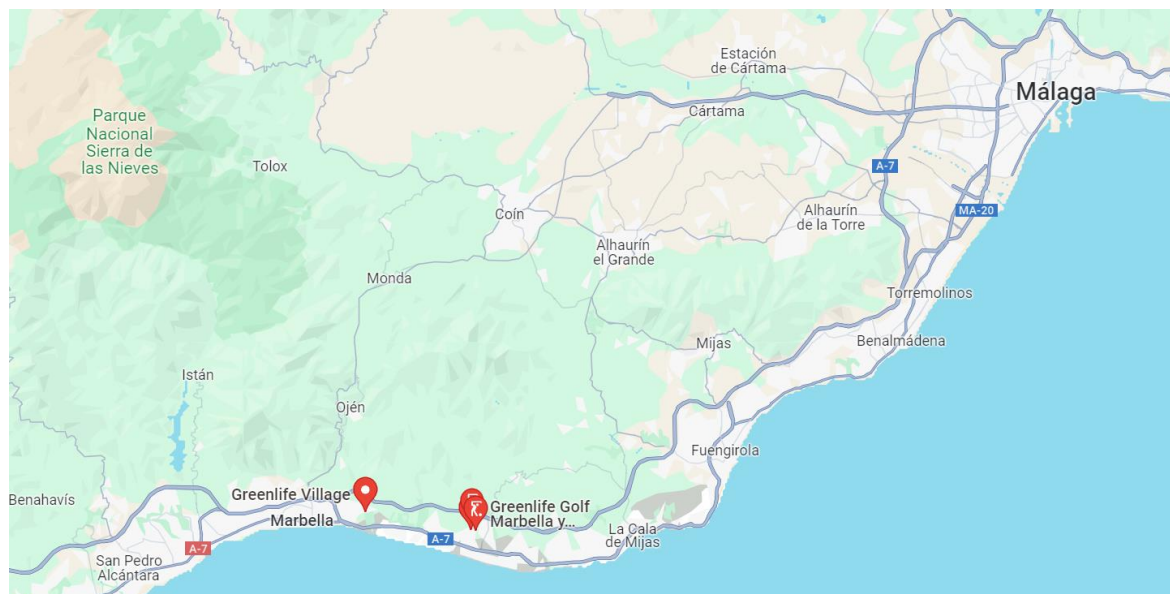 Estación
de Cártama
Málaga
Cártama
Parque
Nacional
Sierra de
las Nieves
Tolox
A-7
Coín
Alhaurín
de la Torre
MA-20
Alhaurín
el Grande
Monda
Torremolinos
Mijas
Benalmádena
Istán
Ojén
Fuengirola
Benahavís
Greenlife Village
Greenlife Golf
Marbella y...
Marbella
La Cala
de Mijas
A-7
A-7
San Pedro
Alcántara